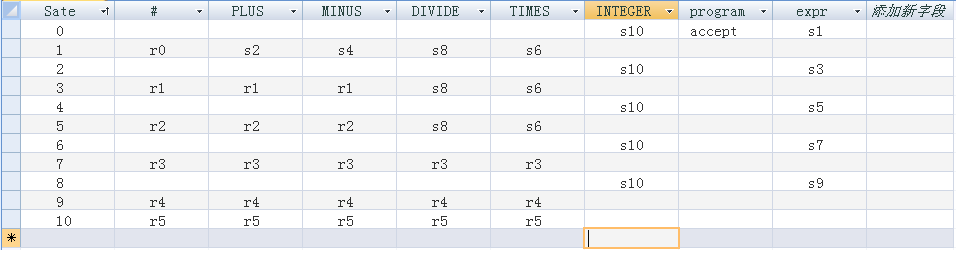 Sate # PLUS MINUS DIVIDE TIMES INTEGER program expr 添加新字段
0 s10 accept s1
1 r0 s2 s4 s8 s6
2 s10 s3
3 r1 r1 r1 s8 s6
4 s10 s5
5 r2 r2 r2 s8 s6
6 s10 s7
7 r3 r3 r3 r3 r3
8 s10 s9
9 r4 r4 r4 r4 r4
10 r5 r5 r5 r5 r5